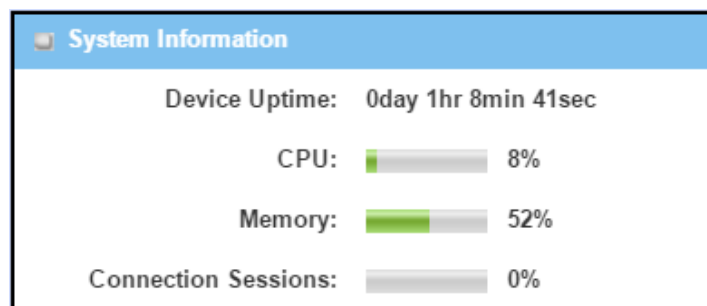 System Information
Device Uptime: 0day 1hr 8min 41sec
CPU: 8%
Memory: 52%
Connection Sessions: 0%